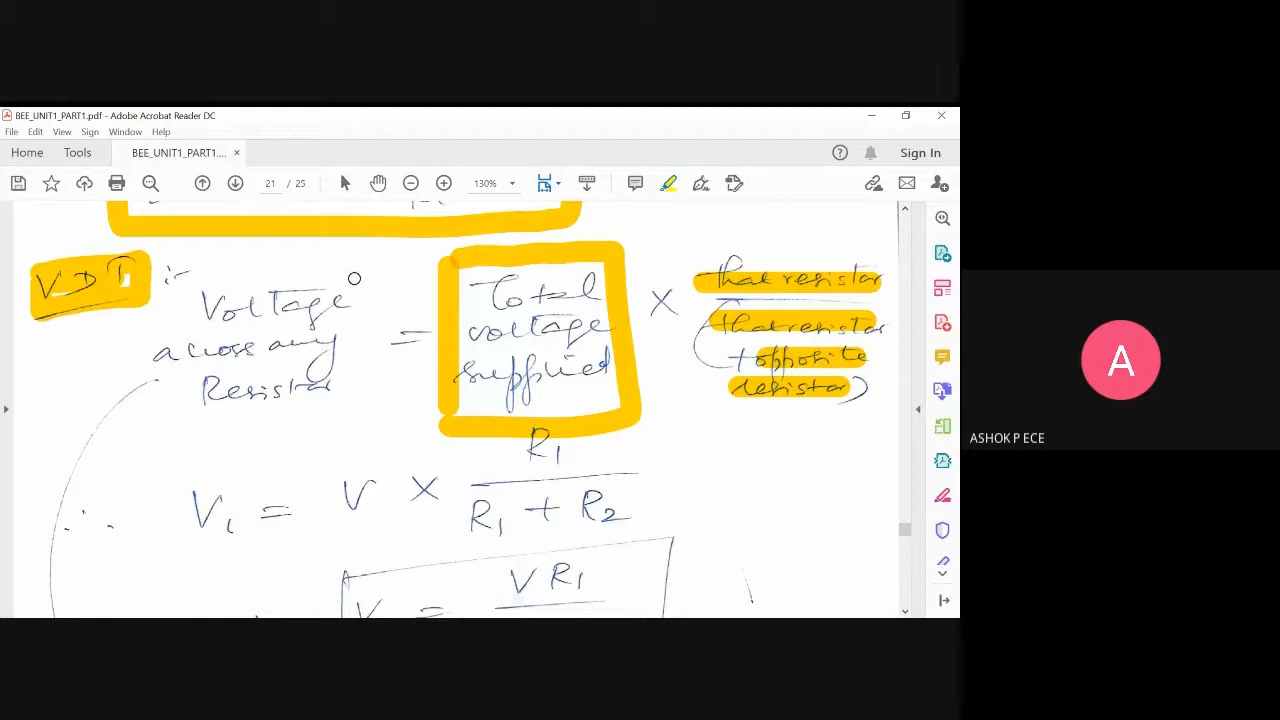 BEE_UNIT1_PART1.pdf - Adobe Acrobat Reader DC
File Edit View Sign Window Help
Home Tools BEE_UNIT1_PART1.... × Sign In
21 / 25 130%
VDT :-
Voltage across any Resistor = Total voltage supplied × that resistor
(that resistor
+ opposite
resistor)
R1
V1 = V × R1 + R2
V R1
V =
A
ASHOK P ECE